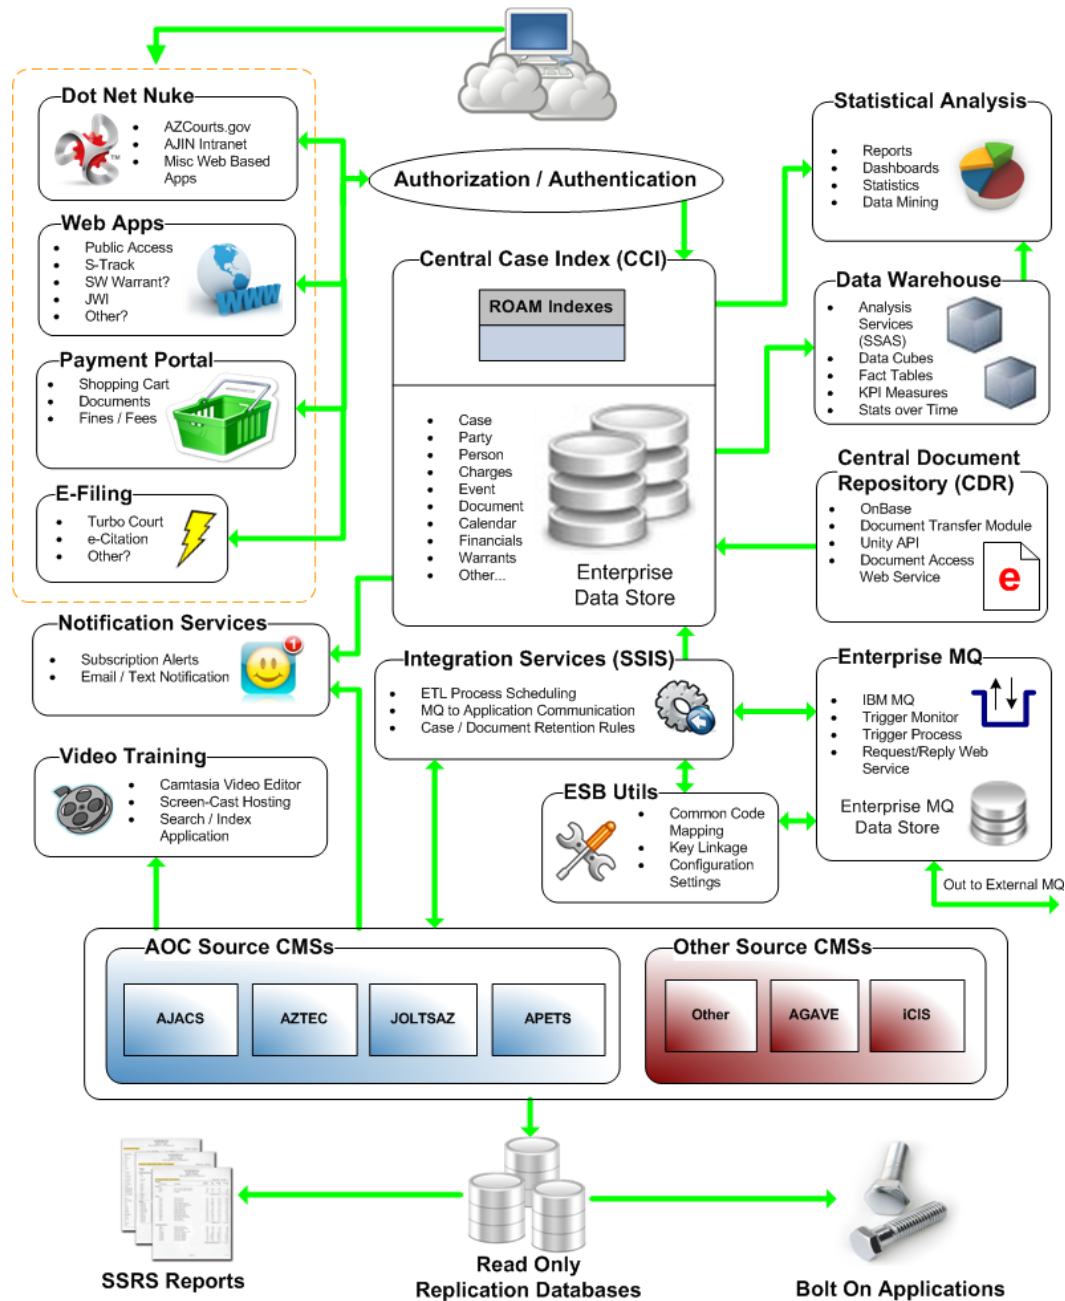 Dot Net Nuke
AZCourts.gov
AJIN Intranet
Misc Web Based
Apps
TM
Web Apps
Public Access
S-Track
SW Warrant?
JWI
Other?
WWW
Payment Portal
Shopping Cart
Documents
Fines / Fees
E-Filing
Turbo Court
e-Citation
Other?
Authorization / Authentication
Central Case Index (CCI)
ROAM Indexes
Case
Party
Person
Charges
Event
Document
Calendar
Financials
Warrants
Other...
Enterprise
Data Store
Statistical Analysis
Reports
Dashboards
Statistics
Data Mining
Data Warehouse
Analysis
Services
(SSAS)
Data Cubes
Fact Tables
KPI Measures
Stats over Time
Central Document
Repository (CDR)
OnBase
Document Transfer Module
Unity API
Document Access
Web Service
e
Notification Services
Subscription Alerts
Email / Text Notification
1
Integration Services (SSIS)
ETL Process Scheduling
MQ to Application Communication
Case / Document Retention Rules
Enterprise MQ
IBM MQ
Trigger Monitor
Trigger Process
Request/Reply Web
Service
Enterprise MQ
Data Store
Out to External MQ
Video Training
Camtasia Video Editor
Screen-Cast Hosting
Search / Index
Application
ESB Utils
Common Code
Mapping
Key Linkage
Configuration
Settings
AOC Source CMSs
AJACS
AZTEC
JOLTSAZ
APETS
Other Source CMSs
Other
AGAVE
iCIS
SSRS Reports
Read Only
Replication Databases
Bolt On Applications